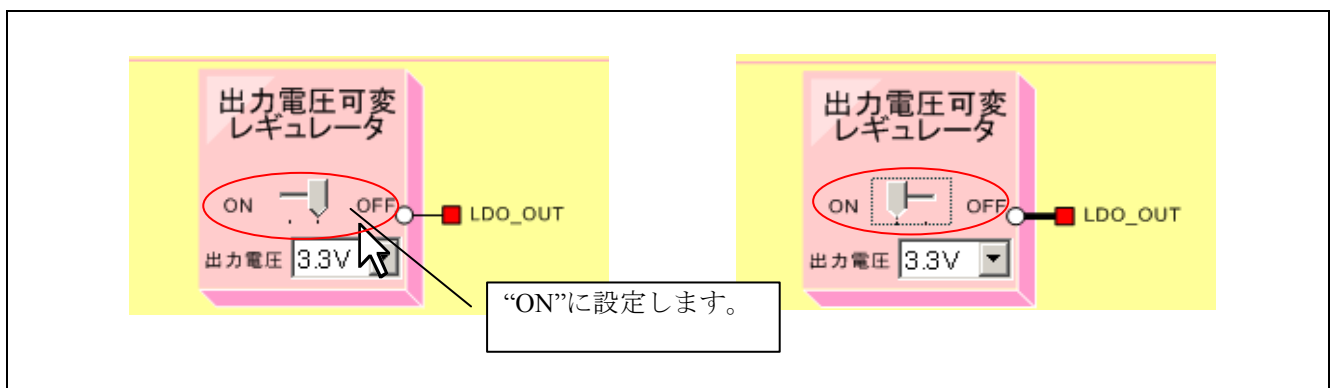 出力電圧可変
レギュレータ
ON OFF
LDO_OUT
出力電圧 3.3V
“ON”に設定します。
出力電圧可変
レギュレータ
ON OFF
LDO_OUT
出力電圧 3.3V